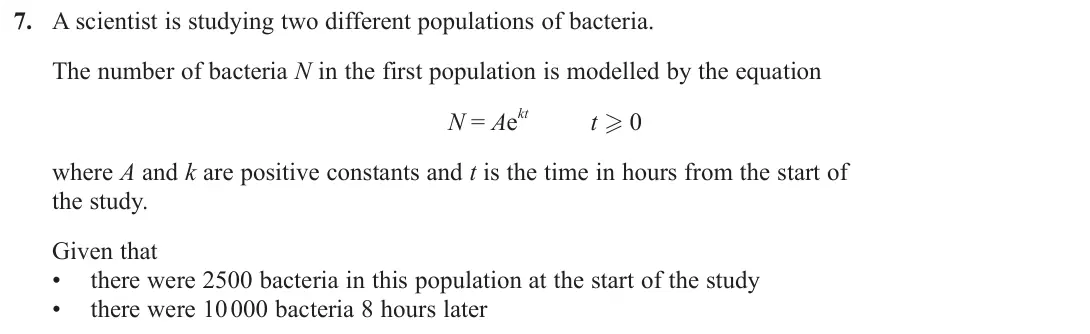 7. A scientist is studying two different populations of bacteria.
The number of bacteria N in the first population is modelled by the equation
N = Ae^{kt} t ⩾ 0
where A and k are positive constants and t is the time in hours from the start of
the study.
Given that
• there were 2500 bacteria in this population at the start of the study
• there were 10 000 bacteria 8 hours later